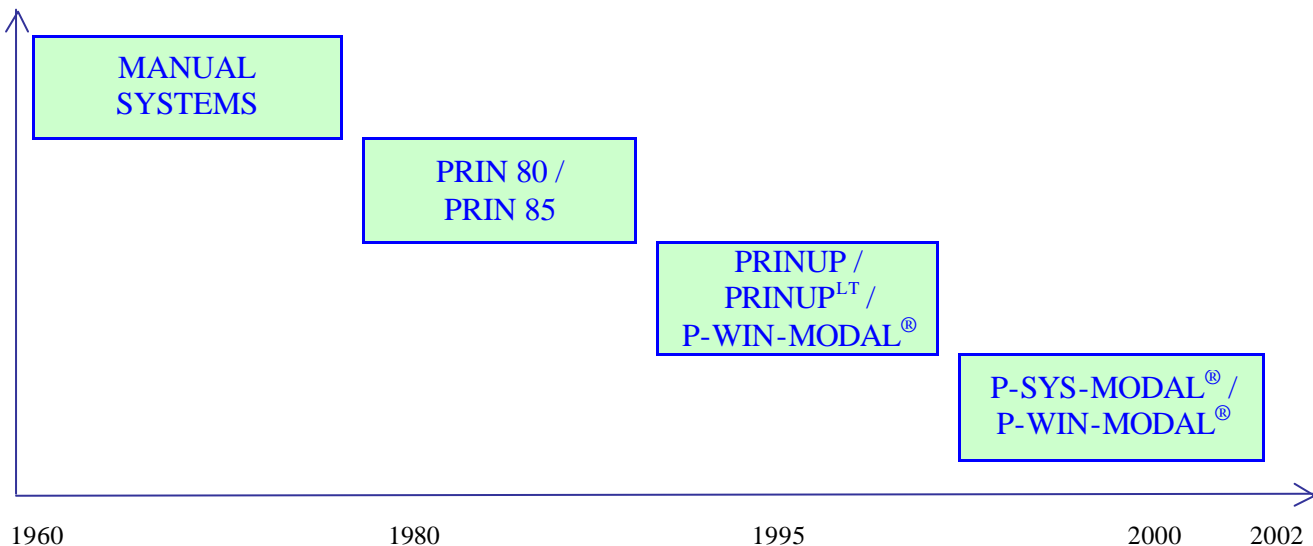 MANUAL
SYSTEMS
PRIN 80 /
PRIN 85
PRINUP /
PRINUPᴸᵀ /
P-WIN-MODAL®
P-SYS-MODAL® /
P-WIN-MODAL®
1960 1980 1995 2000 2002